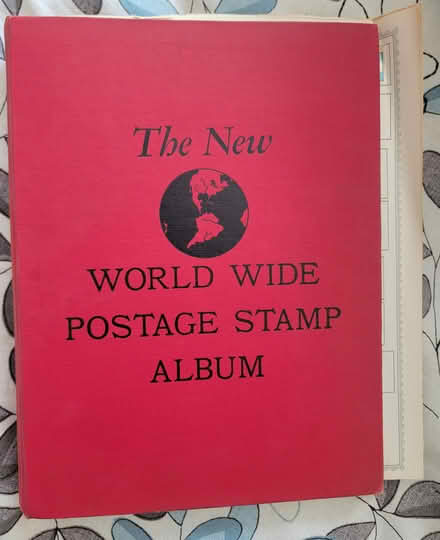 The New
WORLD WIDE
POSTAGE STAMP
ALBUM